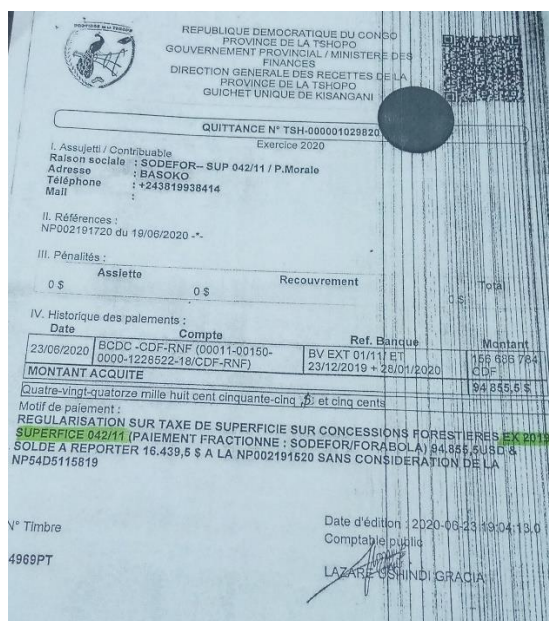 PROVINCE DE LA TSHOPO
REPUBLIQUE DEMOCRATIQUE DU CONGO
PROVINCE DE LA TSHOPO
GOUVERNEMENT PROVINCIAL / MINISTERE DES
FINANCES
DIRECTION GENERALE DES RECETTES DE LA
PROVINCE DE LA TSHOPO
GUICHET UNIQUE DE KISANGANI
QUITTANCE N° TSH-000001029820
Exercice 2020
I. Assujetti / Contribuable
Raison sociale : SODEFOR-- SUP 042/11 / P.Morale
Adresse : BASOKO
Téléphone : +243819938414
Mail :
II. Références :
NP002191720 du 19/06/2020 -*-
III. Pénalités :
Assiette Recouvrement Total
0 $ 0 $ 0 $
IV. Historique des paiements :
Date Compte Ref. Banque Montant
23/06/2020 BCDC -CDF-RNF (00011-00150- BV EXT 01/11/ ET 156 686 784
0000-1226522-18/CDF-RNF) 23/12/2019 + 28/01/2020 CDF
MONTANT ACQUITE 94 855,5 $
Quatre-vingt-quatorze mille huit cent cinquante-cinq $ et cinq cents
Motif de paiement :
REGULARISATION SUR TAXE DE SUPERFICIE SUR CONCESSIONS FORESTIERES EX 2019
SUPERFICE 042/11 (PAIEMENT FRACTIONNE : SODEFOR/FORABOLA) 94.855,5USD &
SOLDE A REPORTER 16.439,5 $ A LA NP002191520 SANS CONSIDERATION DE LA
NP54D5115819
N° Timbre
4969PT
Date d'édition : 2020-06-23 19:04:13.0
Comptable public
LAZARE USHINDI GRACIA